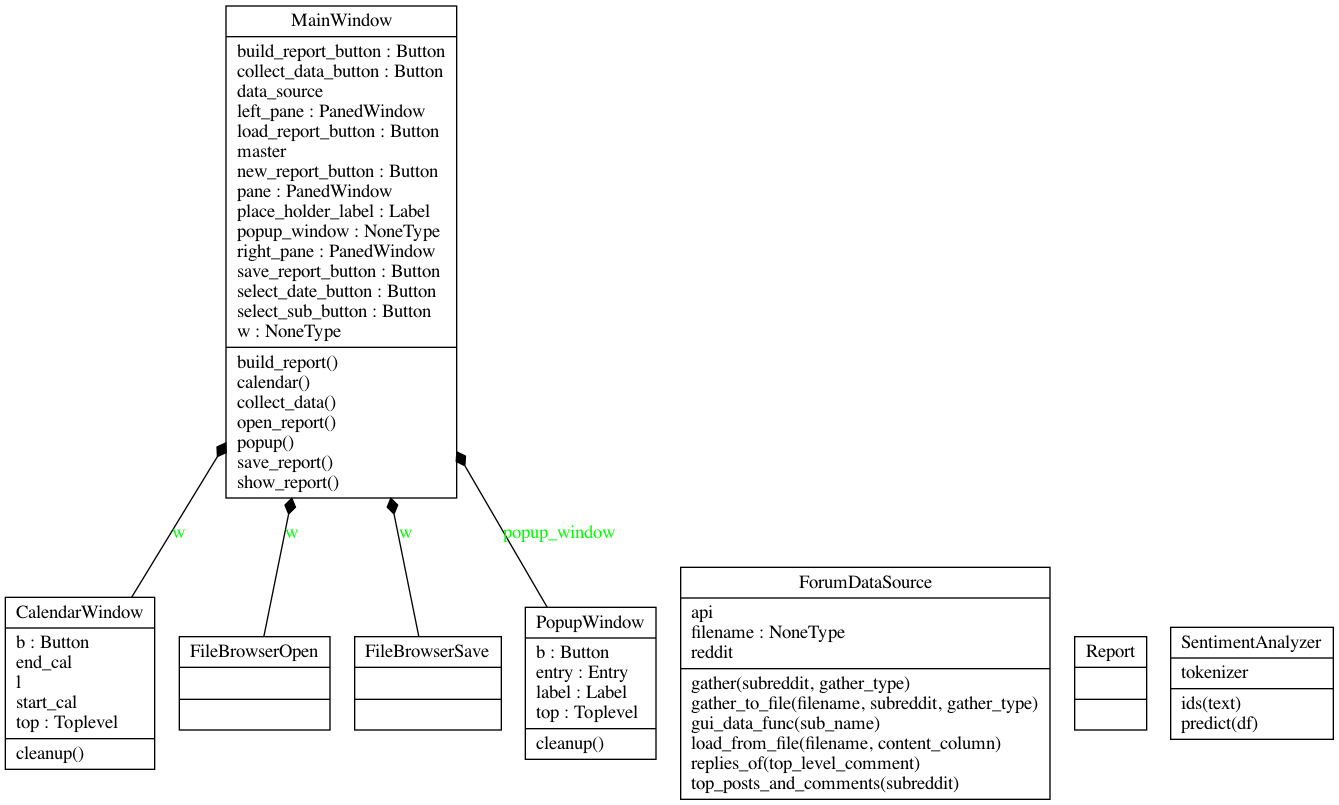 MainWindow
build_report_button : Button
collect_data_button : Button
data_source
left_pane : PanedWindow
load_report_button : Button
master
new_report_button : Button
pane : PanedWindow
place_holder_label : Label
popup_window : NoneType
right_pane : PanedWindow
save_report_button : Button
select_date_button : Button
select_sub_button : Button
w : NoneType
build_report()
calendar()
collect_data()
open_report()
popup()
save_report()
show_report()
w
w
w
popup_window
CalendarWindow
b : Button
end_cal
l
start_cal
top : Toplevel
cleanup()
FileBrowserOpen
FileBrowserSave
PopupWindow
b : Button
entry : Entry
label : Label
top : Toplevel
cleanup()
ForumDataSource
api
filename : NoneType
reddit
gather(subreddit, gather_type)
gather_to_file(filename, subreddit, gather_type)
gui_data_func(sub_name)
load_from_file(filename, content_column)
replies_of(top_level_comment)
top_posts_and_comments(subreddit)
Report
SentimentAnalyzer
tokenizer
ids(text)
predict(df)